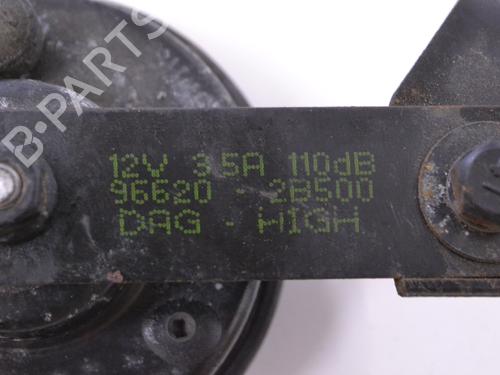 B-PARTS
12V 3.5A 110dB
96620 - 2B500
DAG - HIGH